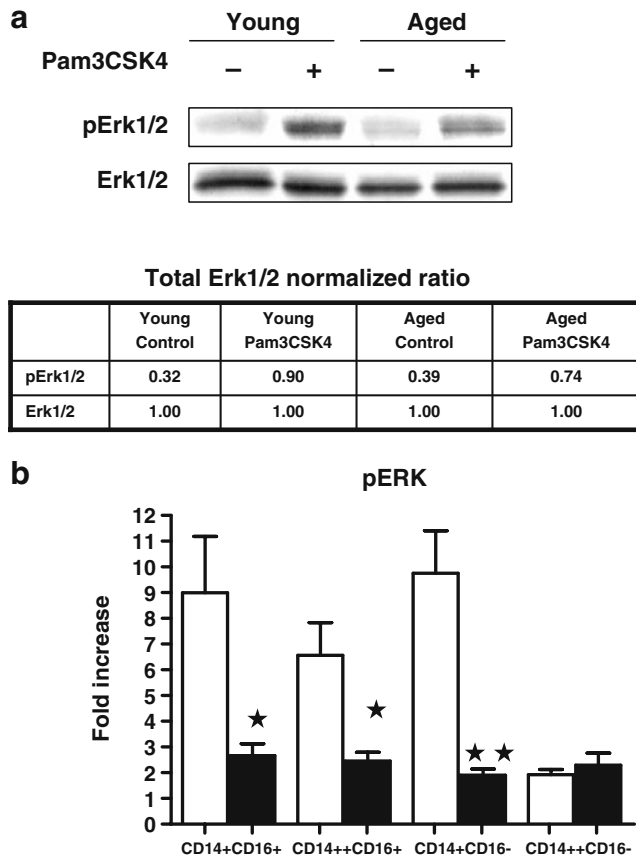 a
Young Aged
Pam3CSK4 – + – +
pErk1/2
Erk1/2
Total Erk1/2 normalized ratio
Young Control Young Pam3CSK4 Aged Control Aged Pam3CSK4
pErk1/2 0.32 0.90 0.39 0.74
Erk1/2 1.00 1.00 1.00 1.00
b
pERK
Fold increase
12
11
10
9
8
7
6
5
4
3
2
1
0
CD14+CD16+ CD14++CD16+ CD14+CD16- CD14++CD16-